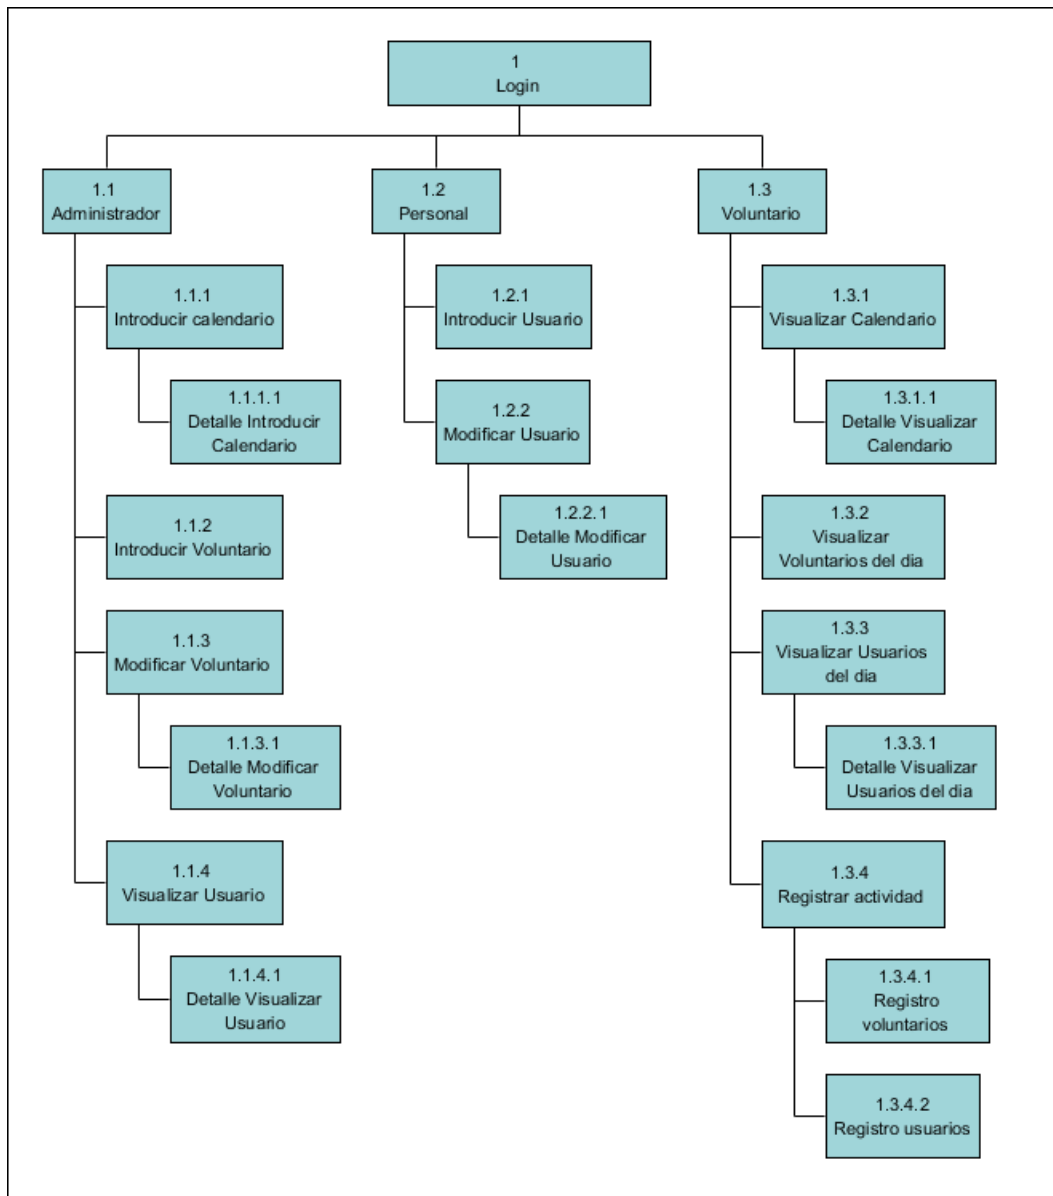 1
Login
1.1
Administrador
1.1.1
Introducir calendario
1.1.1.1
Detalle Introducir
Calendario
1.1.2
Introducir Voluntario
1.1.3
Modificar Voluntario
1.1.3.1
Detalle Modificar
Voluntario
1.1.4
Visualizar Usuario
1.1.4.1
Detalle Visualizar
Usuario
1.2
Personal
1.2.1
Introducir Usuario
1.2.2
Modificar Usuario
1.2.2.1
Detalle Modificar
Usuario
1.3
Voluntario
1.3.1
Visualizar Calendario
1.3.1.1
Detalle Visualizar
Calendario
1.3.2
Visualizar
Voluntarios del dia
1.3.3
Visualizar Usuarios
del dia
1.3.3.1
Detalle Visualizar
Usuarios del dia
1.3.4
Registrar actividad
1.3.4.1
Registro
voluntarios
1.3.4.2
Registro usuarios